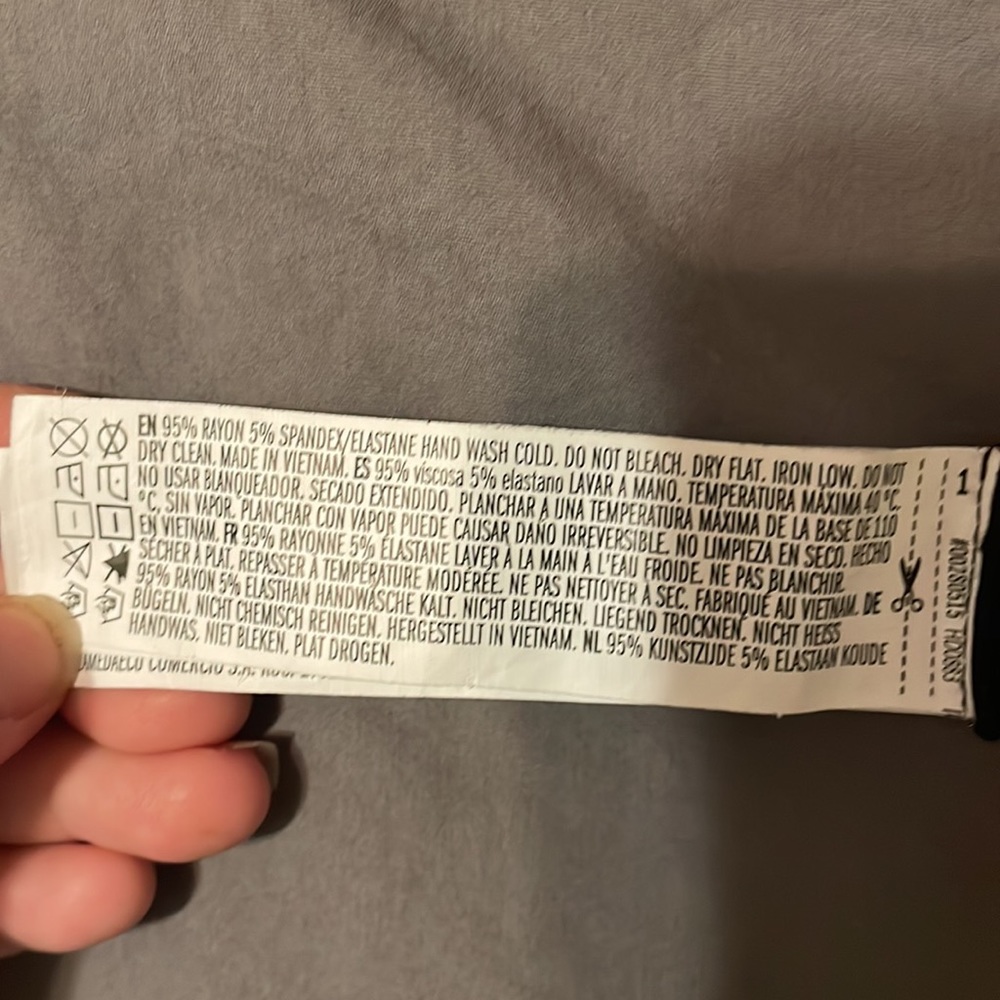 EN 95% RAYON 5% SPANDEX/ELASTANE HAND WASH COLD. DO NOT BLEACH. DRY FLAT. IRON LOW. DO NOT
DRY CLEAN. MADE IN VIETNAM. ES 95% viscosa 5% elastano LAVAR A MANO. TEMPERATURA MÁXIMA 40 °C.
NO USAR BLANQUEADOR. SECADO EXTENDIDO. PLANCHAR A UNA TEMPERATURA MÁXIMA DE LA BASE DE 110
°C, SIN VAPOR. PLANCHAR CON VAPOR PUEDE CAUSAR DAÑO IRREVERSIBLE. NO LIMPIEZA EN SECO. HECHO
EN VIETNAM. FR 95% RAYONNE 5% ÉLASTANE LAVER À LA MAIN À L'EAU FROIDE. NE PAS BLANCHIR.
SÉCHER À PLAT. REPASSER À TEMPÉRATURE MODÉRÉE. NE PAS NETTOYER À SEC. FABRIQUÉ AU VIETNAM. DE
95% RAYON 5% ELASTHAN HANDWÄSCHE KALT. NICHT BLEICHEN. LIEGEND TROCKNEN. NICHT HEISS
BÜGELN. NICHT CHEMISCH REINIGEN. HERGESTELLT IN VIETNAM. NL 95% KUNSTZIJDE 5% ELASTAAN KOUDE
HANDWAS. NIET BLEKEN. PLAT DROGEN.
COMERCIO S.A.
1